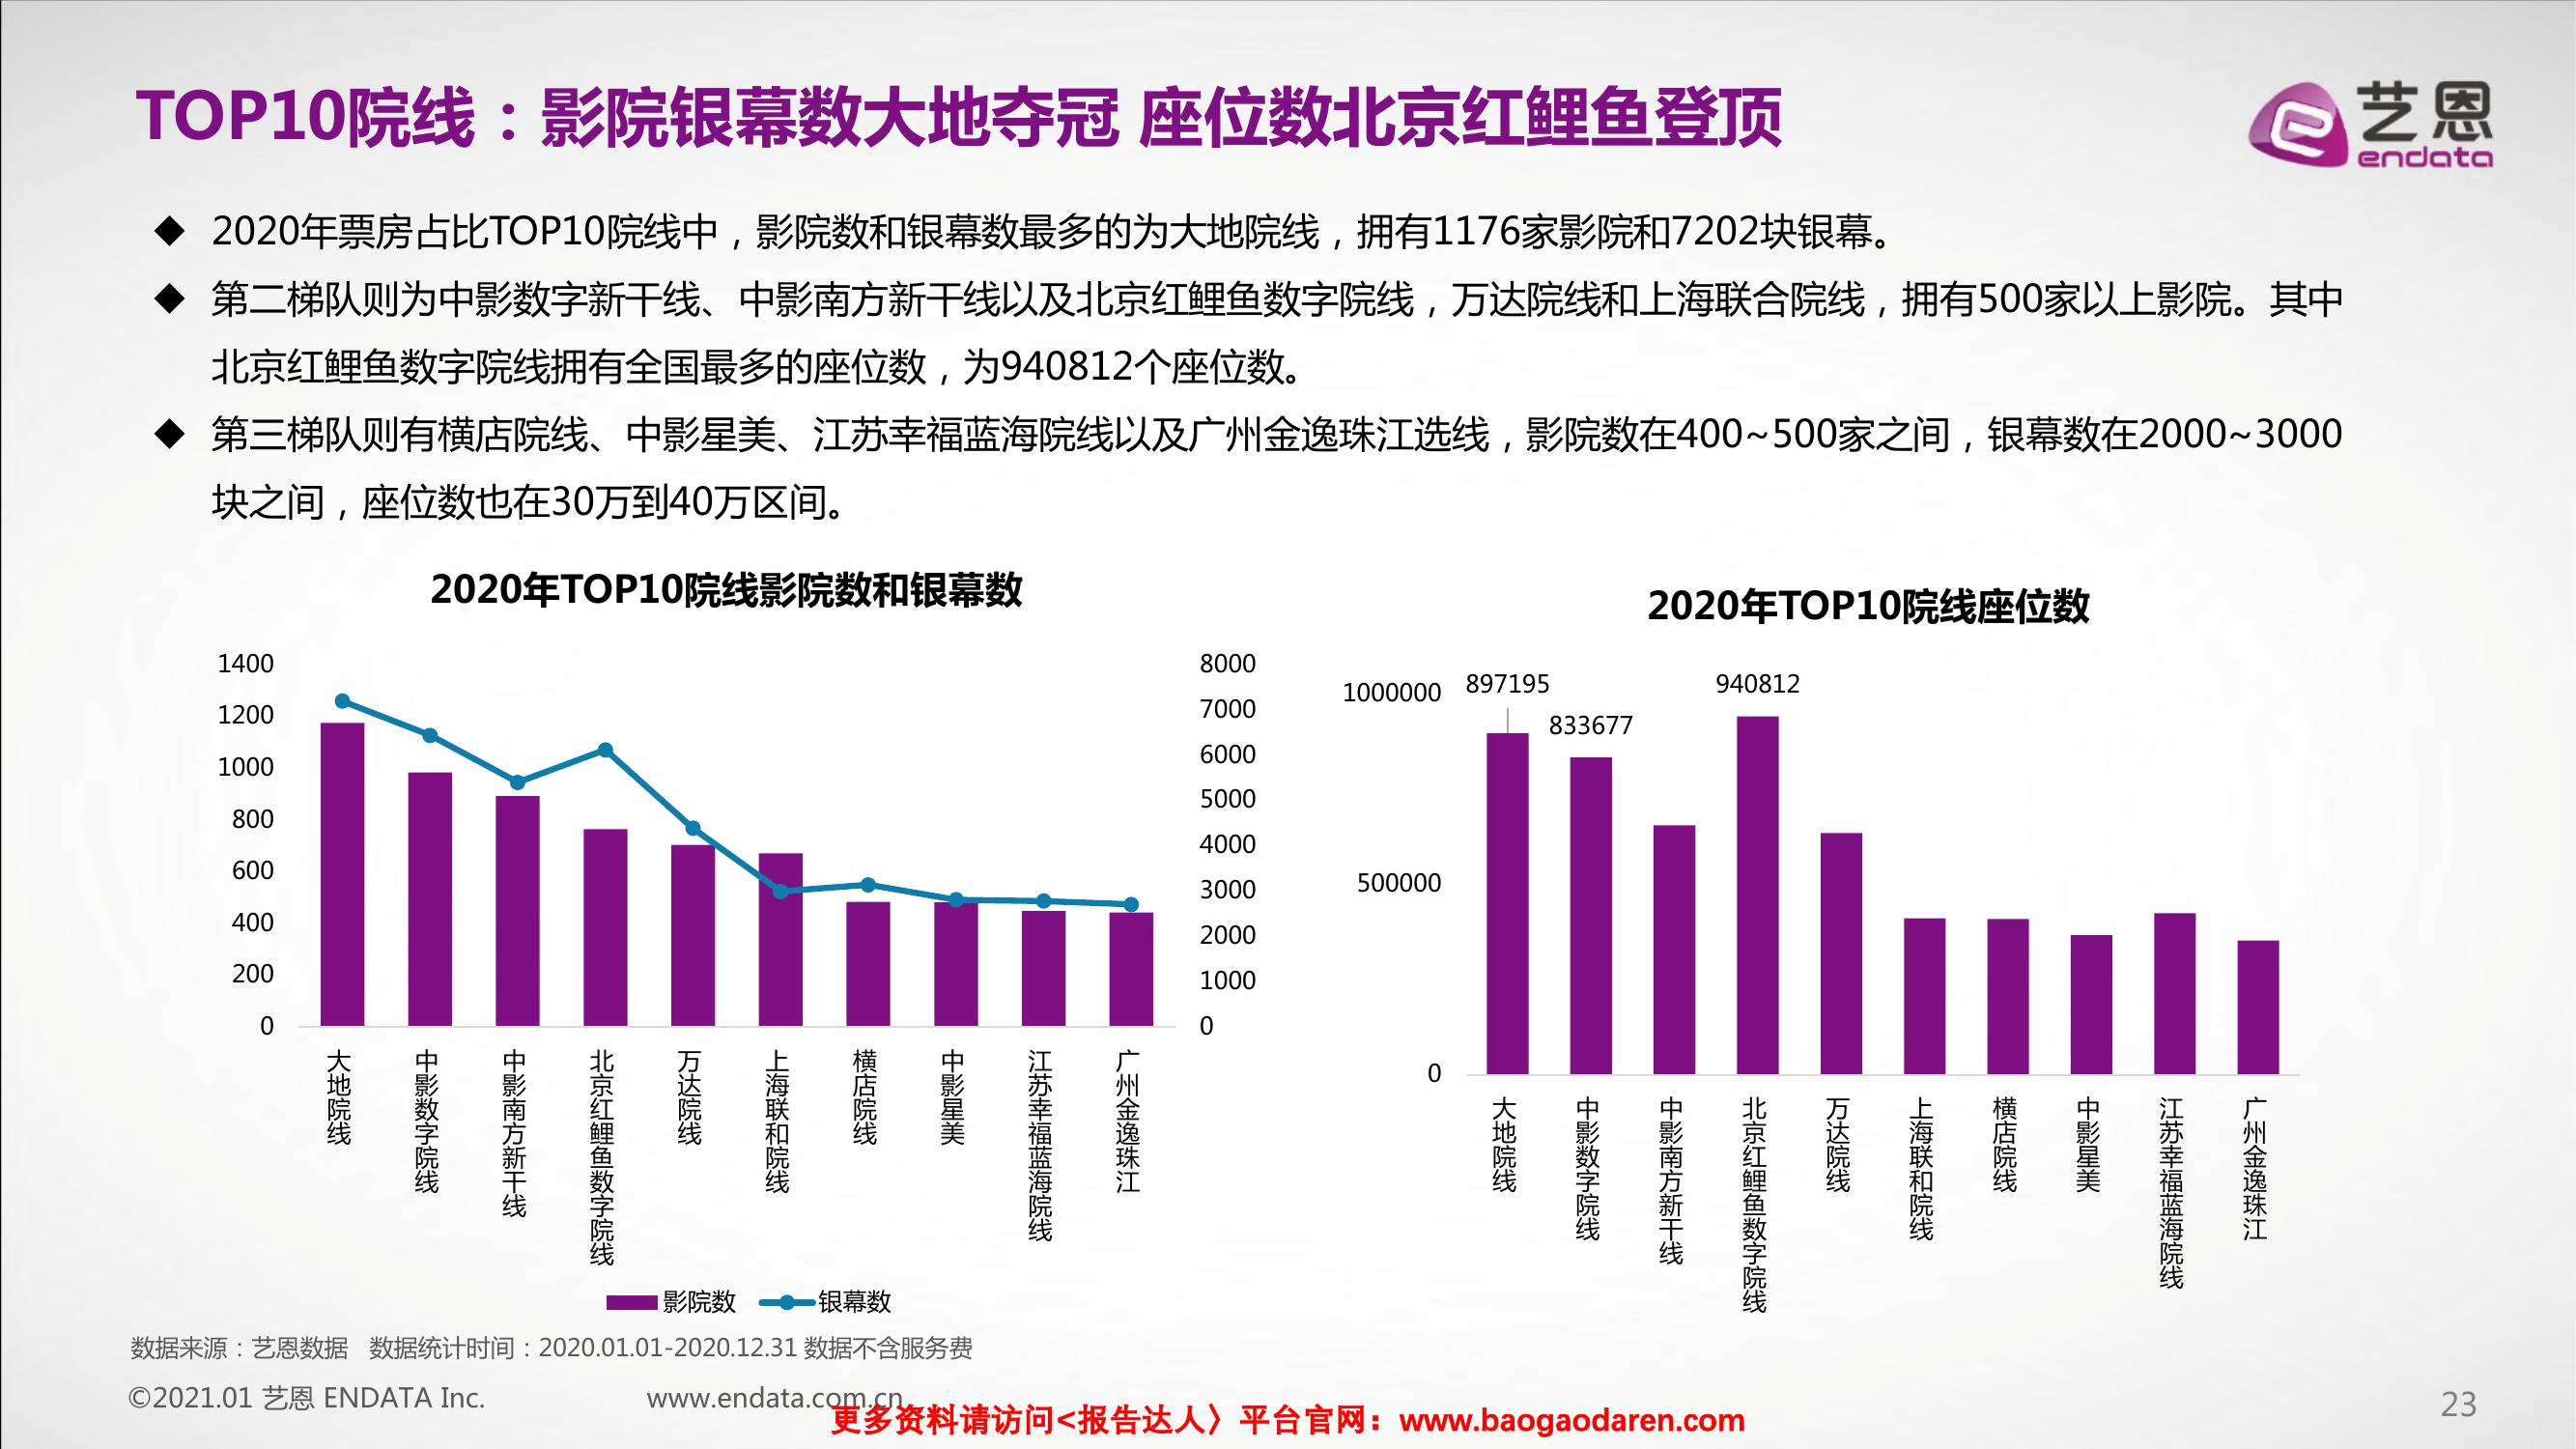 TOP10院线：影院银幕数大地夺冠 座位数北京红鲤鱼登顶
艺恩
endata
◆ 2020年票房占比TOP10院线中，影院数和银幕数最多的为大地院线，拥有1176家影院和7202块银幕。
◆ 第二梯队则为中影数字新干线、中影南方新干线以及北京红鲤鱼数字院线，万达院线和上海联合院线，拥有500家以上影院。其中
北京红鲤鱼数字院线拥有全国最多的座位数，为940812个座位数。
◆ 第三梯队则有横店院线、中影星美、江苏幸福蓝海院线以及广州金逸珠江选线，影院数在400~500家之间，银幕数在2000~3000
块之间，座位数也在30万到40万区间。
2020年TOP10院线影院数和银幕数
1400
1200
1000
800
600
400
200
0
8000
7000
6000
5000
4000
3000
2000
1000
0
大地院线
中影数字院线
中影南方新干线
北京红鲤鱼数字院线
万达院线
上海联和院线
横店院线
中影星美
江苏幸福蓝海院线
广州金逸珠江
影院数
银幕数
2020年TOP10院线座位数
1000000
500000
0
897195
833677
940812
大地院线
中影数字院线
中影南方新干线
北京红鲤鱼数字院线
万达院线
上海联和院线
横店院线
中影星美
江苏幸福蓝海院线
广州金逸珠江
数据来源：艺恩数据 数据统计时间：2020.01.01-2020.12.31 数据不含服务费
©2021.01 艺恩 ENDATA Inc.
www.endata.com.cn
更多资料请访问<报告达人〉平台官网：www.baogaodaren.com
23